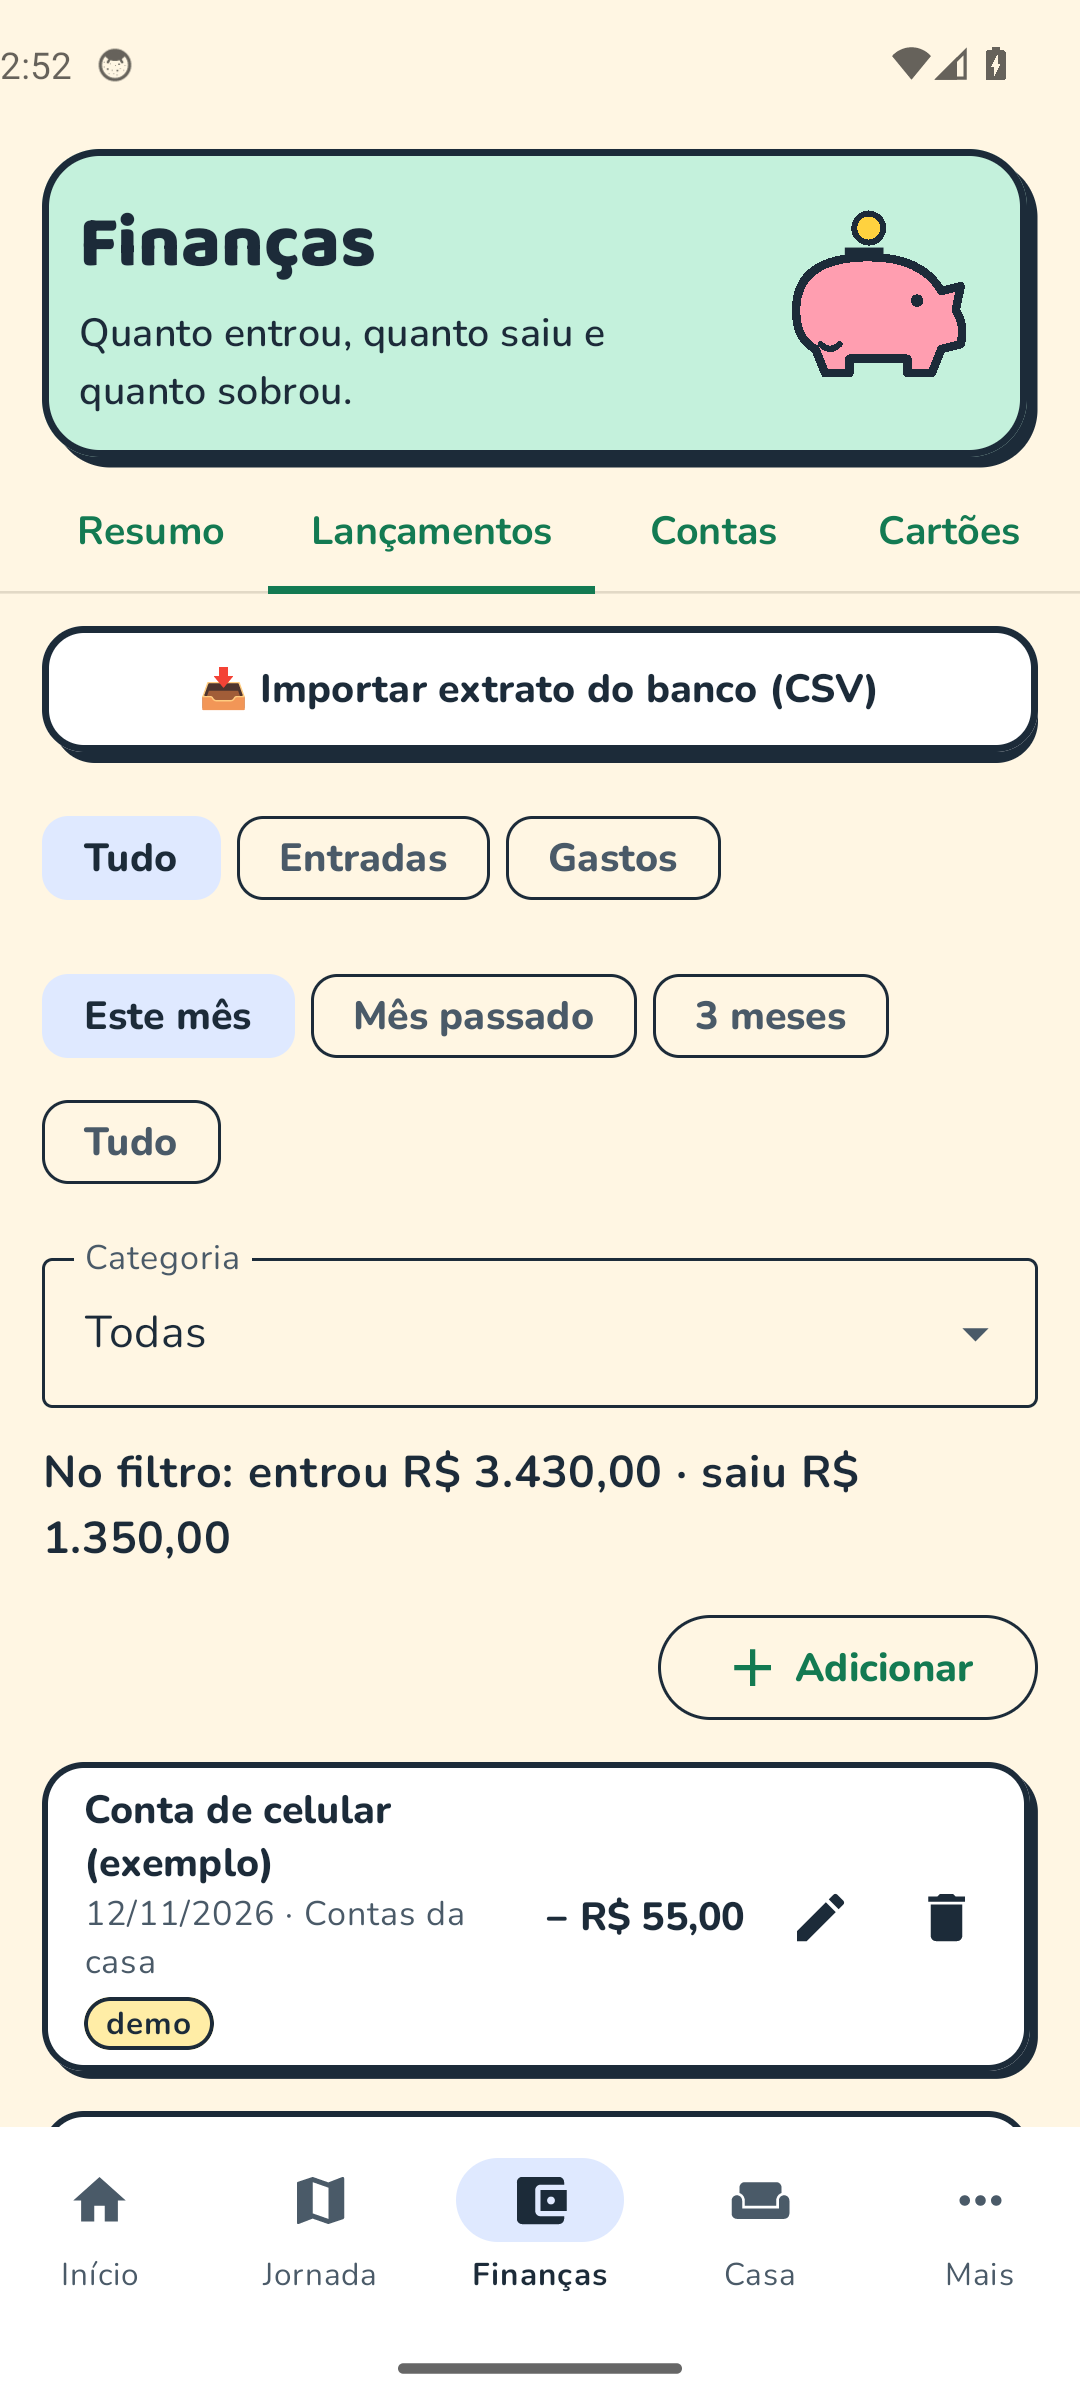 2:52
Finanças
Quanto entrou, quanto saiu e
quanto sobrou.
Resumo
Lançamentos
Contas
Cartões
Importar extrato do banco (CSV)
Tudo
Entradas
Gastos
Este mês
Mês passado
3 meses
Tudo
Categoria
Todas
No filtro: entrou R$ 3.430,00 · saiu R$
1.350,00
Adicionar
Conta de celular
(exemplo)
12/11/2026 · Contas da
casa
– R$ 55,00
demo
Início
Jornada
Finanças
Casa
Mais